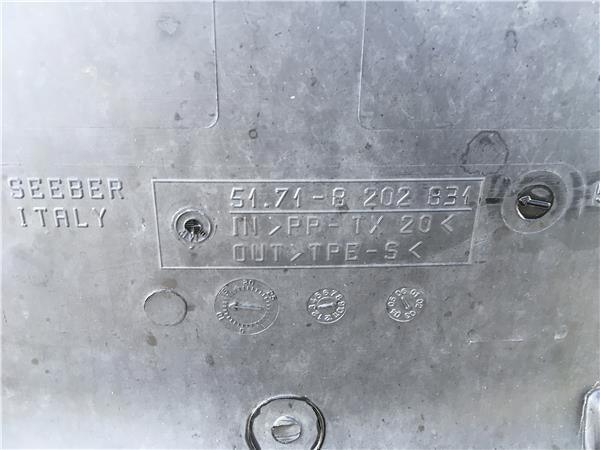 SEEBER
ITALY
51.71-8 202 831
IN >PP-TX 20<
OUT >TPE-S<